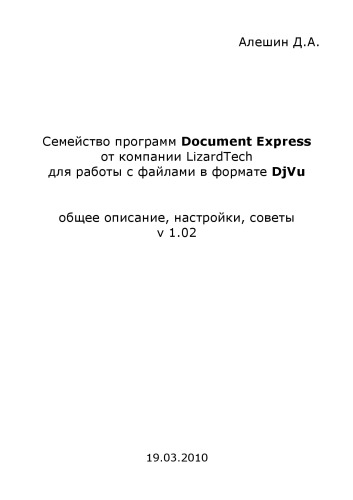 Алешин Д.А.
Семейство программ Document Express
от компании LizardTech
для работы с файлами в формате DjVu
общее описание, настройки, советы
v 1.02
19.03.2010